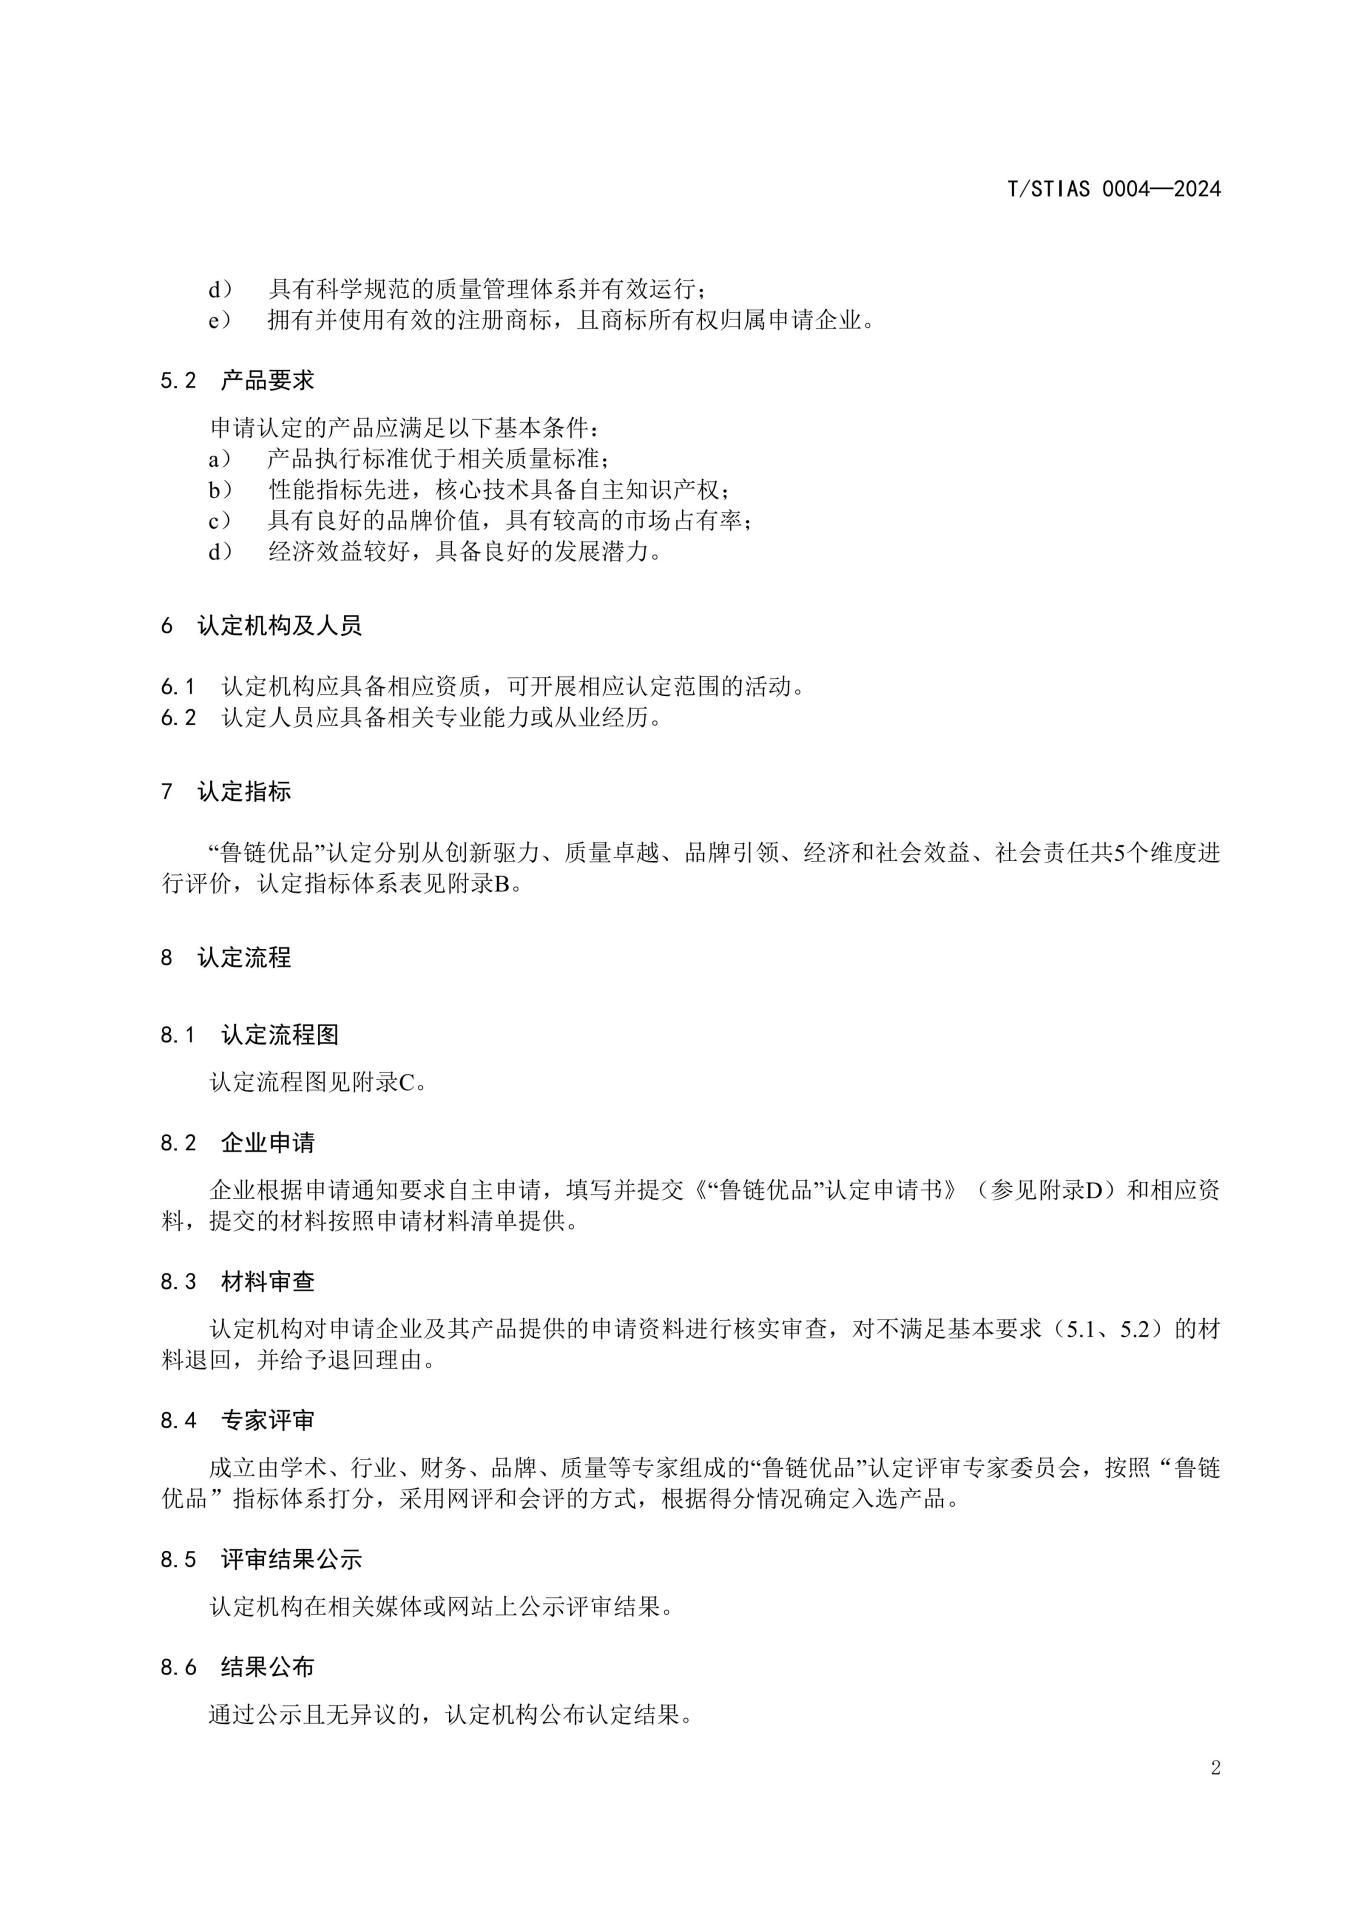 T/STIAS 0004—2024
d） 具有科学规范的质量管理体系并有效运行；
e） 拥有并使用有效的注册商标，且商标所有权归属申请企业。
5.2 产品要求
申请认定的产品应满足以下基本条件：
a） 产品执行标准优于相关质量标准；
b） 性能指标先进，核心技术具备自主知识产权；
c） 具有良好的品牌价值，具有较高的市场占有率；
d） 经济效益较好，具备良好的发展潜力。
6 认定机构及人员
6.1 认定机构应具备相应资质，可开展相应认定范围的活动。
6.2 认定人员应具备相关专业能力或从业经历。
7 认定指标
“鲁链优品”认定分别从创新驱力、质量卓越、品牌引领、经济和社会效益、社会责任共5个维度进
行评价，认定指标体系表见附录B。
8 认定流程
8.1 认定流程图
认定流程图见附录C。
8.2 企业申请
企业根据申请通知要求自主申请，填写并提交《“鲁链优品”认定申请书》（参见附录D）和相应资
料，提交的材料按照申请材料清单提供。
8.3 材料审查
认定机构对申请企业及其产品提供的申请资料进行核实审查，对不满足基本要求（5.1、5.2）的材
料退回，并给予退回理由。
8.4 专家评审
成立由学术、行业、财务、品牌、质量等专家组成的“鲁链优品”认定评审专家委员会，按照“鲁链
优品”指标体系打分，采用网评和会评的方式，根据得分情况确定入选产品。
8.5 评审结果公示
认定机构在相关媒体或网站上公示评审结果。
8.6 结果公布
通过公示且无异议的，认定机构公布认定结果。
2